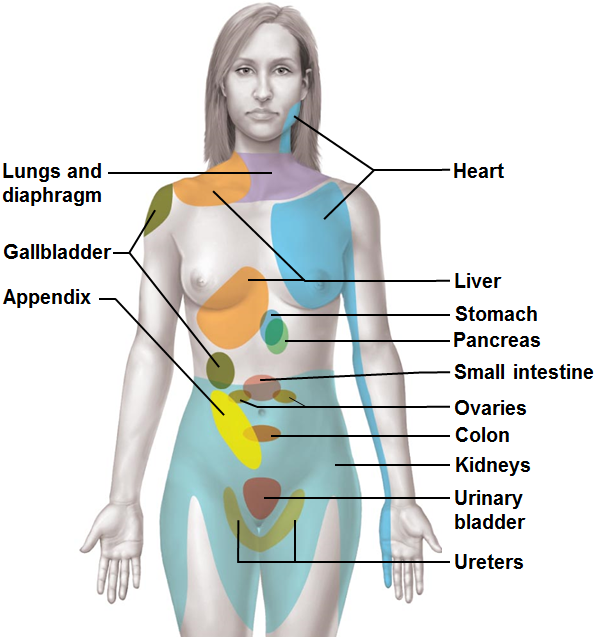 Lungs and
diaphragm
Gallbladder
Appendix
Heart
Liver
Stomach
Pancreas
Small intestine
Ovaries
Colon
Kidneys
Urinary
bladder
Ureters